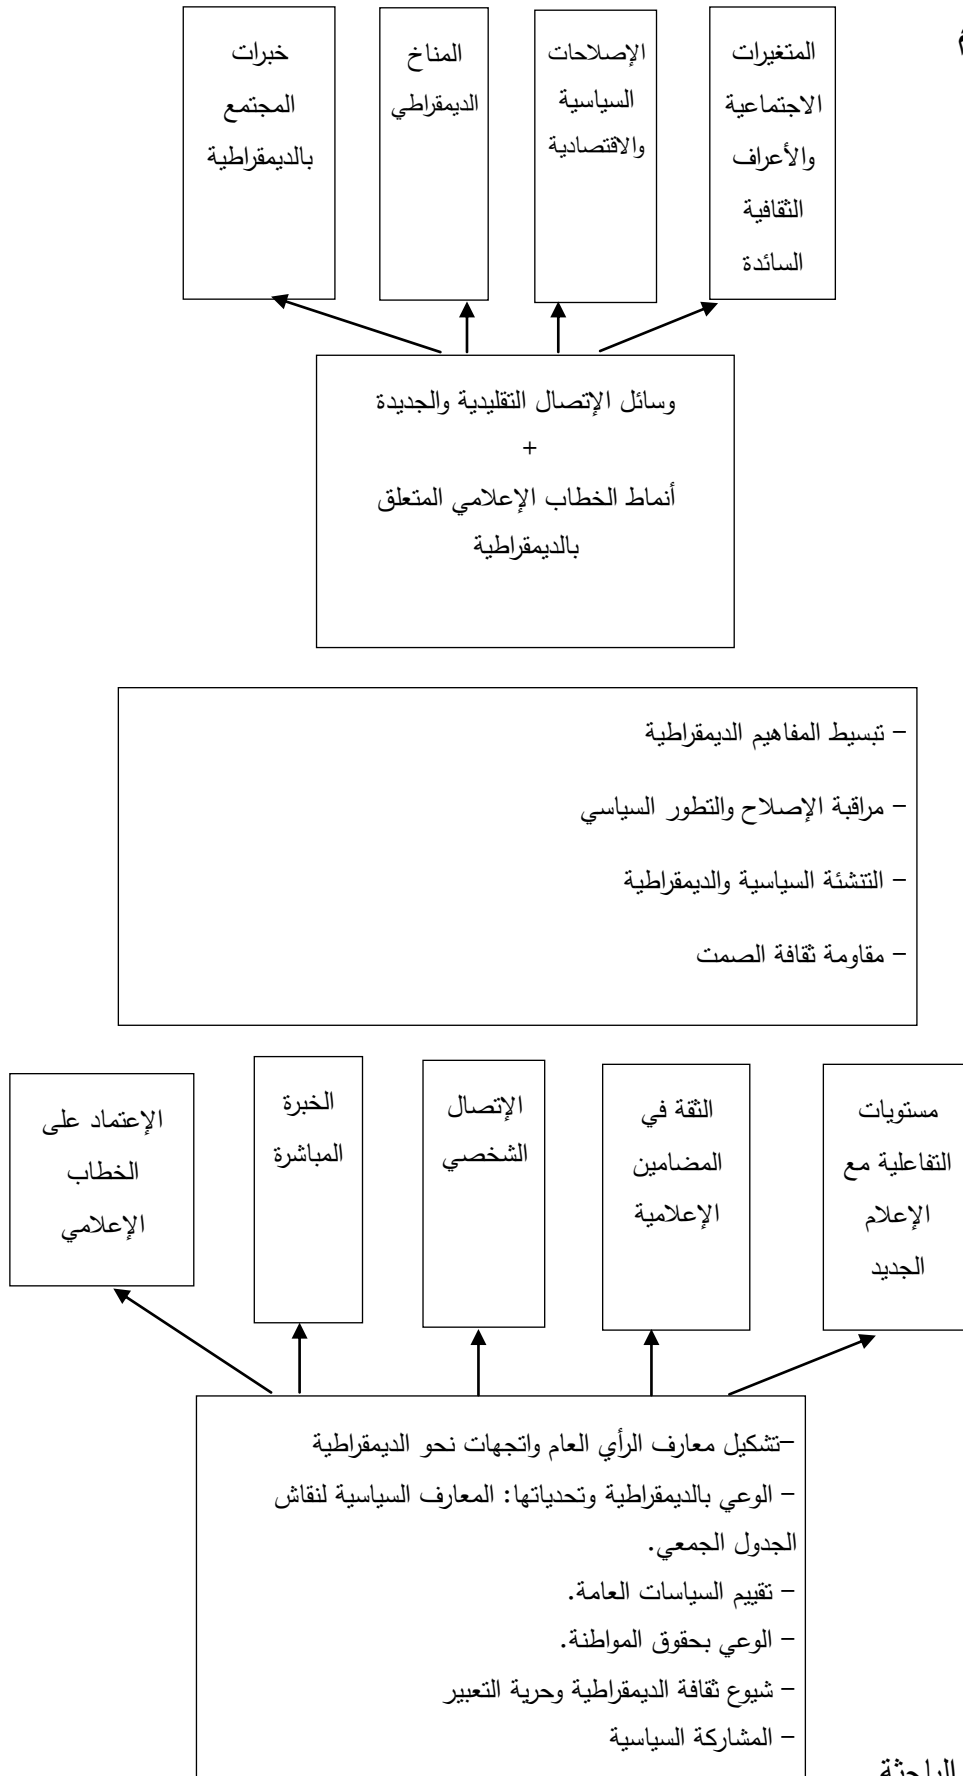 المتغيرات
الاجتماعية
والأعراف
الثقافية
السائدة
الإصلاحات
السياسية
والاقتصادية
المناخ
الديمقراطي
خبرات
المجتمع
بالديمقراطية
وسائل الإتصال التقليدية والجديدة
+
أنماط الخطاب الإعلامي المتعلق
بالديمقراطية
- تبسيط المفاهيم الديمقراطية
- مراقبة الإصلاح والتطور السياسي
- التنشئة السياسية والديمقراطية
- مقاومة ثقافة الصمت
مستويات
التفاعلية مع
الإعلام
الجديد
الثقة في
المضامين
الإعلامية
الإتصال
الشخصي
الخبرة
المباشرة
الإعتماد على
الخطاب
الإعلامي
-تشكيل معارف الرأي العام واتجهات نحو الديمقراطية
- الوعي بالديمقراطية وتحدياتها: المعارف السياسية لنقاش
الجدول الجمعي.
- تقييم السياسات العامة.
- الوعي بحقوق المواطنة.
- شيوع ثقافة الديمقراطية وحرية التعبير
- المشاركة السياسية
الباحثة